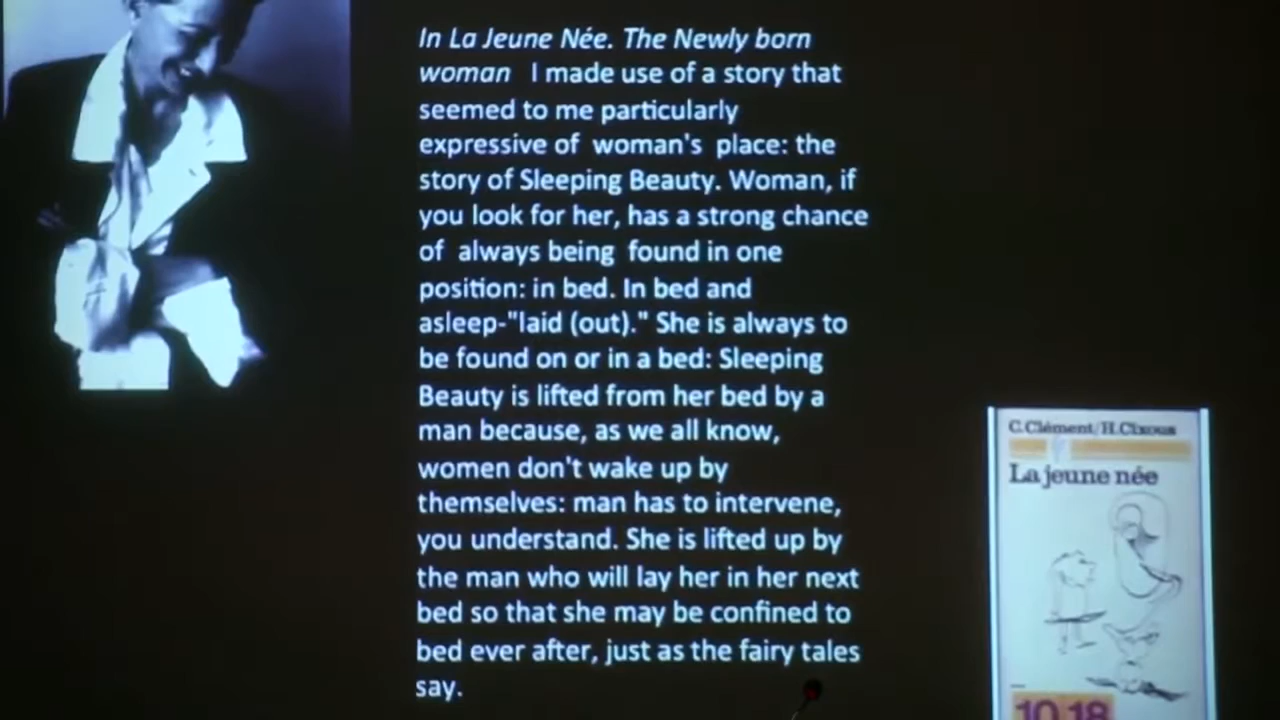 In La Jeune Née. The Newly born
woman I made use of a story that
seemed to me particularly
expressive of woman's place: the
story of Sleeping Beauty. Woman, if
you look for her, has a strong chance
of always being found in one
position: in bed. In bed and
asleep-"laid (out)." She is always to
be found on or in a bed: Sleeping
Beauty is lifted from her bed by a
man because, as we all know,
women don't wake up by
themselves: man has to intervene,
you understand. She is lifted up by
the man who will lay her in her next
bed so that she may be confined to
bed ever after, just as the fairy tales
say.
C.Clément/H.Cixous
La jeune née
10 18